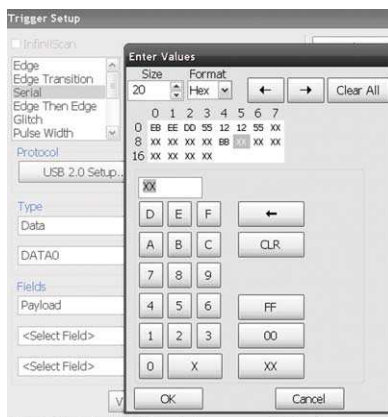 Trigger Setup
InfiniiScan
Edge
Edge Transition
Serial
Edge Then Edge
Glitch
Pulse Width
Protocol
USB 2.0 Setup..
Type
Data
DATA0
Fields
Payload
<Select Field>
<Select Field>
V
Enter Values
Size Format
20 Hex ← → Clear All
0 1 2 3 4 5 6 7
0 EB EE DD 55 12 12 55 XX
8 XX XX XX XX BB XX XX XX
16 XX XX XX XX
XX
D E F ←
A B C CLR
7 8 9
4 5 6 FF
1 2 3 00
0 X XX
OK Cancel